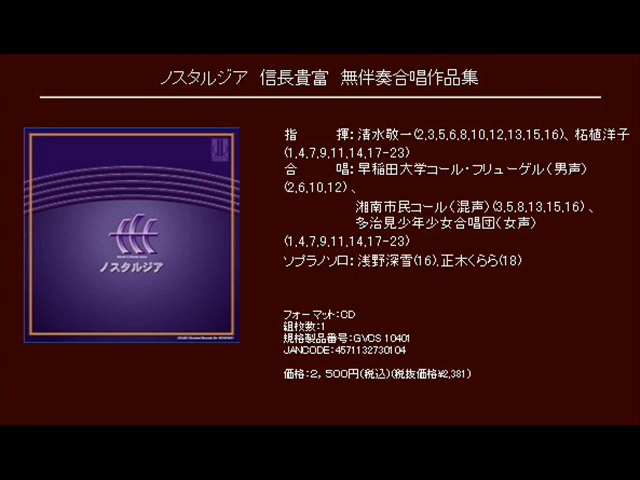 ノスタルジア　信長貴富　無伴奏合唱作品集
指　　揮：清水敬一(2,3,5,6,8,10,12,13,15,16)、柘植洋子
(1,4,7,9,11,14,17-23)
合　　唱：早稲田大学コール・フリューゲル（男声）
(2,6,10,12) 、
湘南市民コール（混声）(3,5,8,13,15,16) 、
多治見少年少女合唱団（女声）
(1,4,7,9,11,14,17-23)
ソプラノソロ：浅野深雪(16),正木くらら(18)
ノスタルジア
フォーマット：CD
組枚数：1
規格製品番号：GVCS 10401
JANCODE：4571132730104
価格：2，500円(税込)(税抜価格¥2,381)